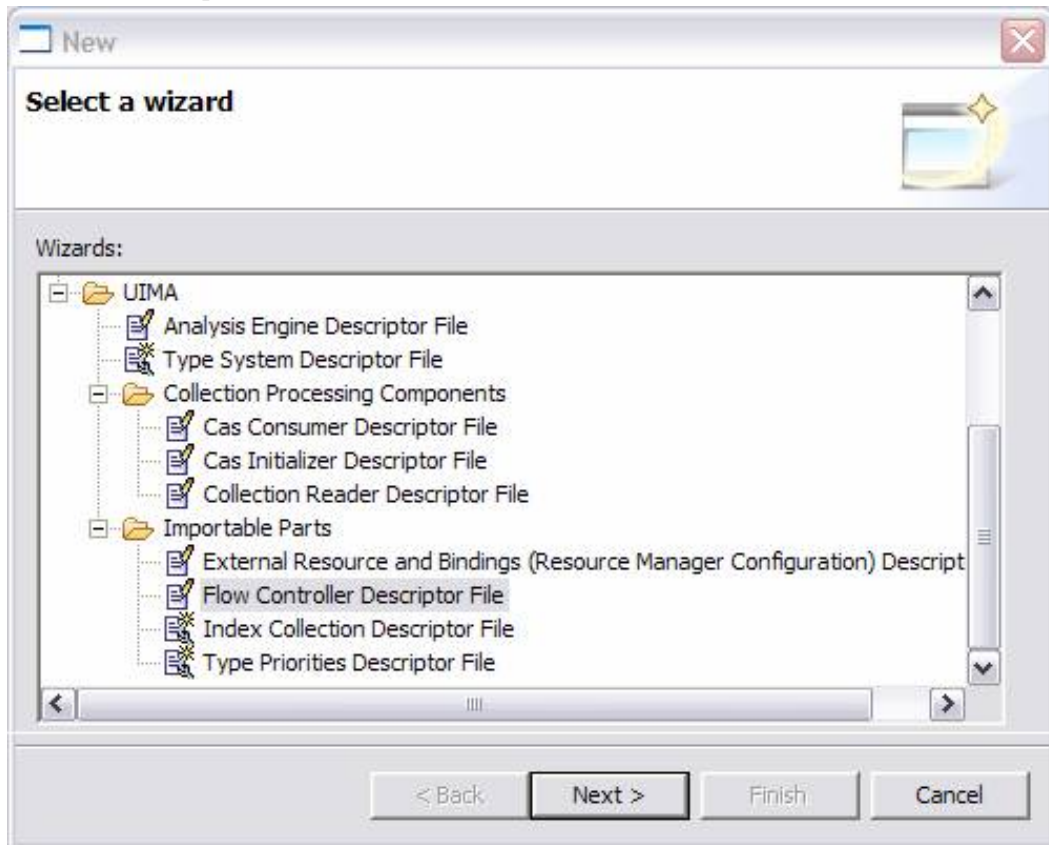 New
Select a wizard
Wizards:
UIMA
Analysis Engine Descriptor File
Type System Descriptor File
Collection Processing Components
Cas Consumer Descriptor File
Cas Initializer Descriptor File
Collection Reader Descriptor File
Importable Parts
External Resource and Bindings (Resource Manager Configuration) Descript
Flow Controller Descriptor File
Index Collection Descriptor File
Type Priorities Descriptor File
< Back Next > Finish Cancel